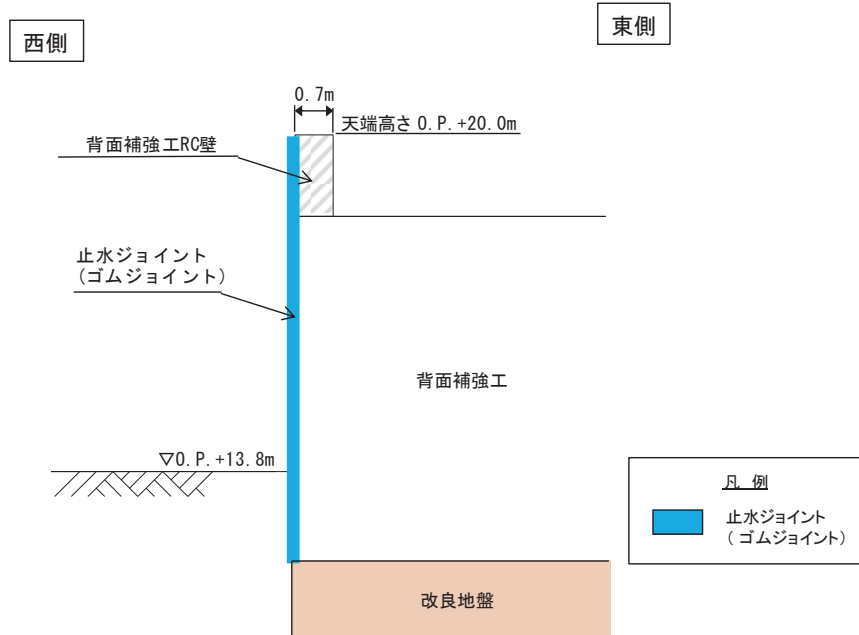 西側
東側
0.7m
天端高さ O.P.+20.0m
背面補強工RC壁
止水ジョイント
(ゴムジョイント)
背面補強工
▽O.P.+13.8m
凡 例
止水ジョイント
(ゴムジョイント)
改良地盤